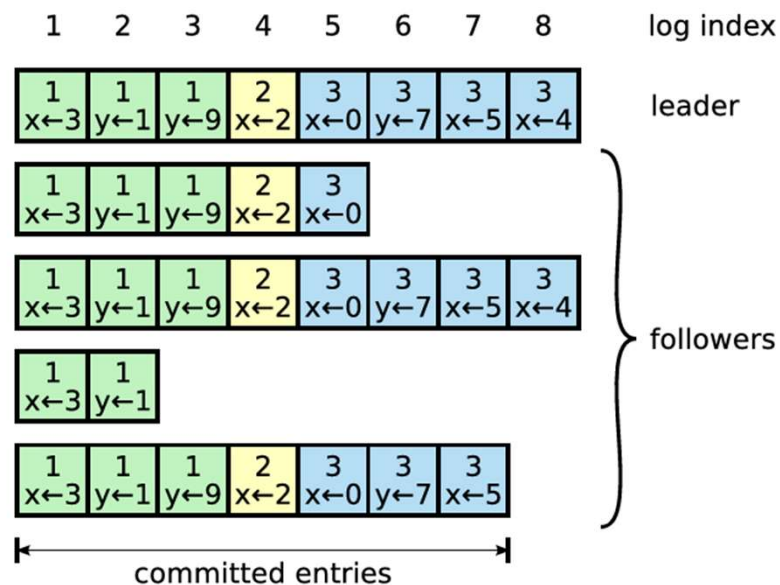 1 2 3 4 5 6 7 8 log index
1 1 1 2 3 3 3 3
x←3 y←1 y←9 x←2 x←0 y←7 x←5 x←4
leader
1 1 1 2 3
x←3 y←1 y←9 x←2 x←0
1 1 1 2 3 3 3 3
x←3 y←1 y←9 x←2 x←0 y←7 x←5 x←4
followers
1 1
x←3 y←1
1 1 1 2 3 3 3
x←3 y←1 y←9 x←2 x←0 y←7 x←5
committed entries